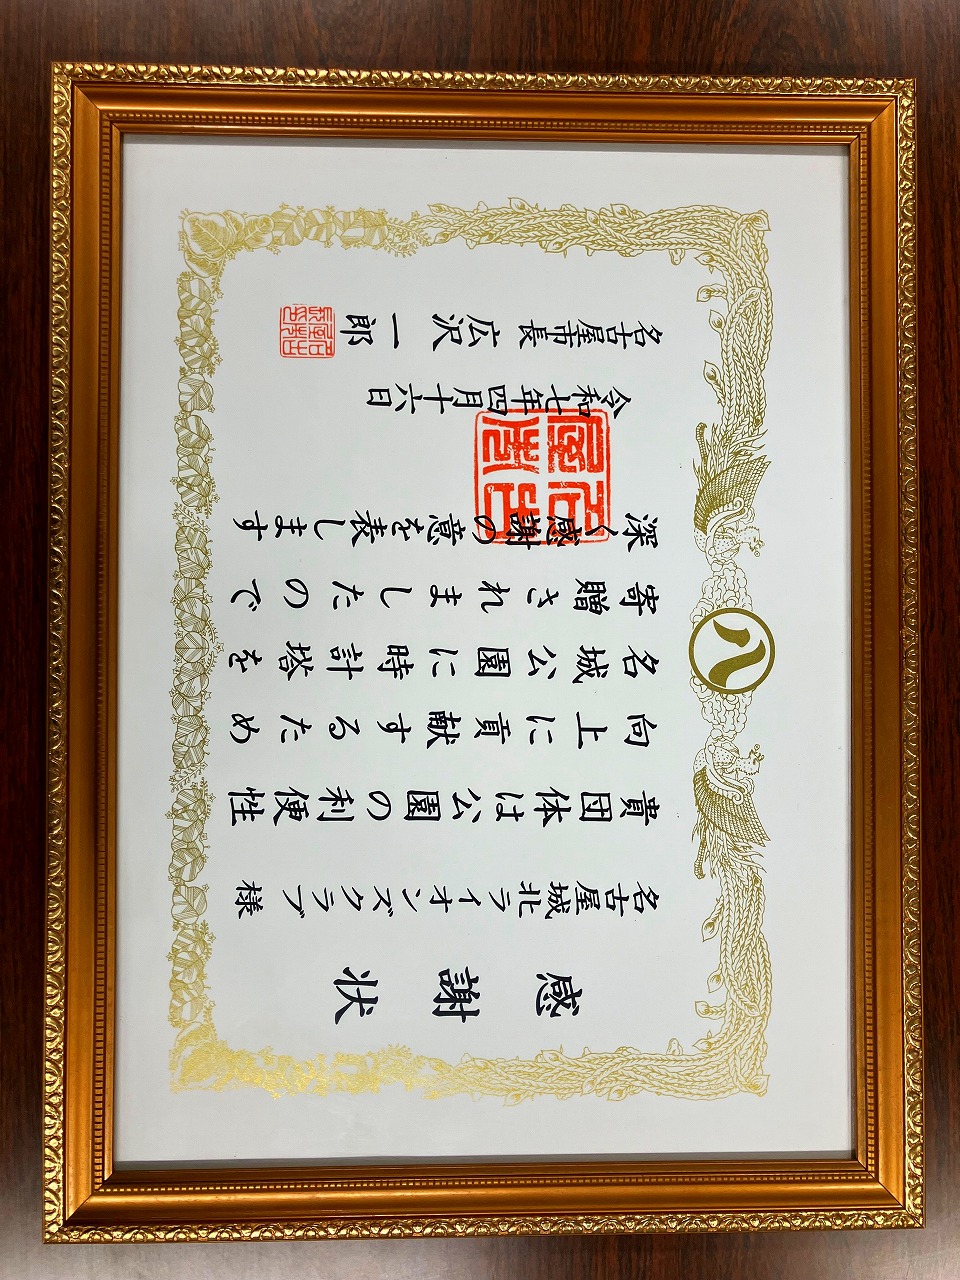 感謝状
名古屋城北ライオンズクラブ 様
貴団体は公園の利便性
向上に貢献するため
名城公園に時計塔を
寄贈されましたので
深く感謝の意を表します
令和七年四月十六日
名古屋市長 広沢一郎